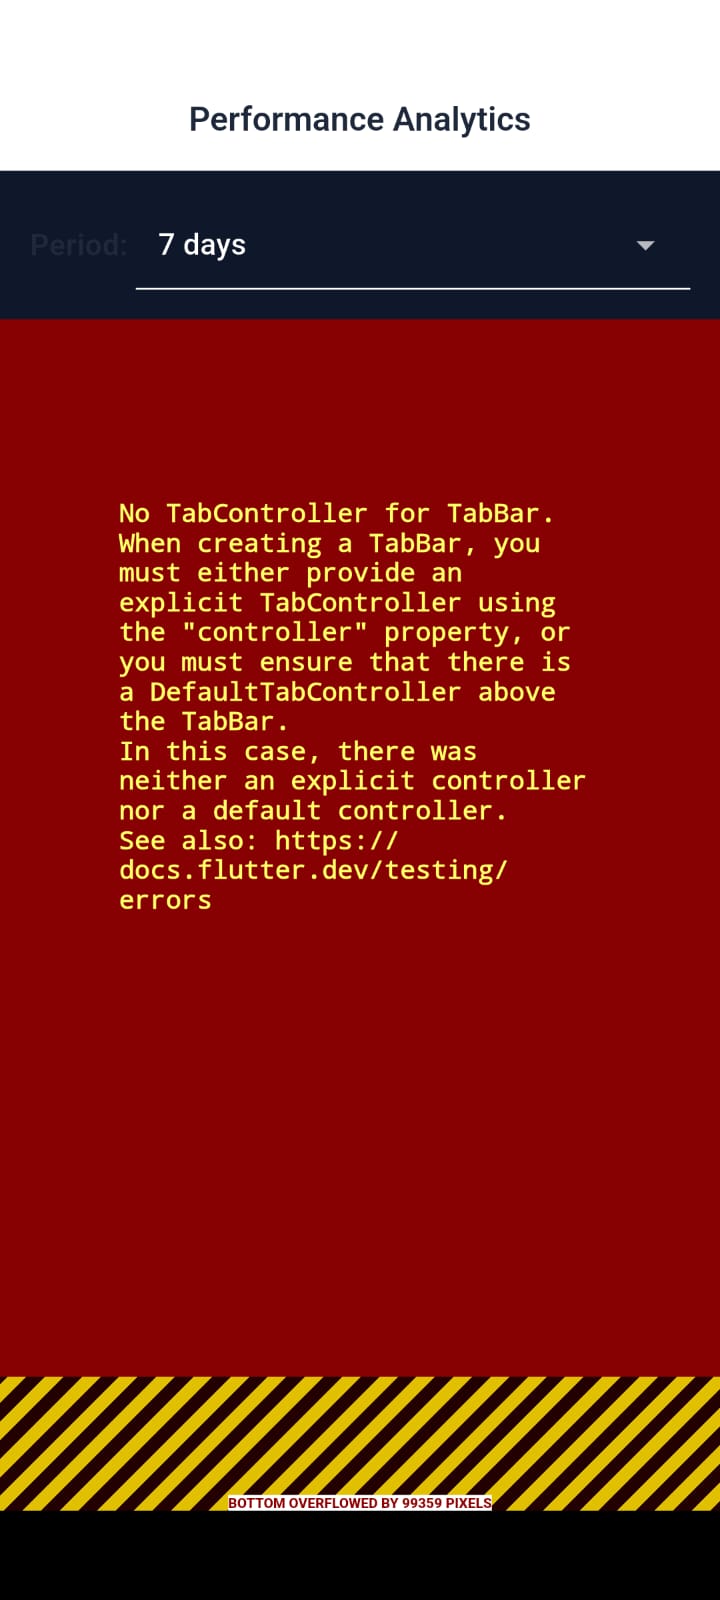 Performance Analytics
Period: 7 days
No TabController for TabBar.
When creating a TabBar, you
must either provide an
explicit TabController using
the "controller" property, or
you must ensure that there is
a DefaultTabController above
the TabBar.
In this case, there was
neither an explicit controller
nor a default controller.
See also: https://
docs.flutter.dev/testing/
errors
BOTTOM OVERFLOWED BY 99359 PIXELS